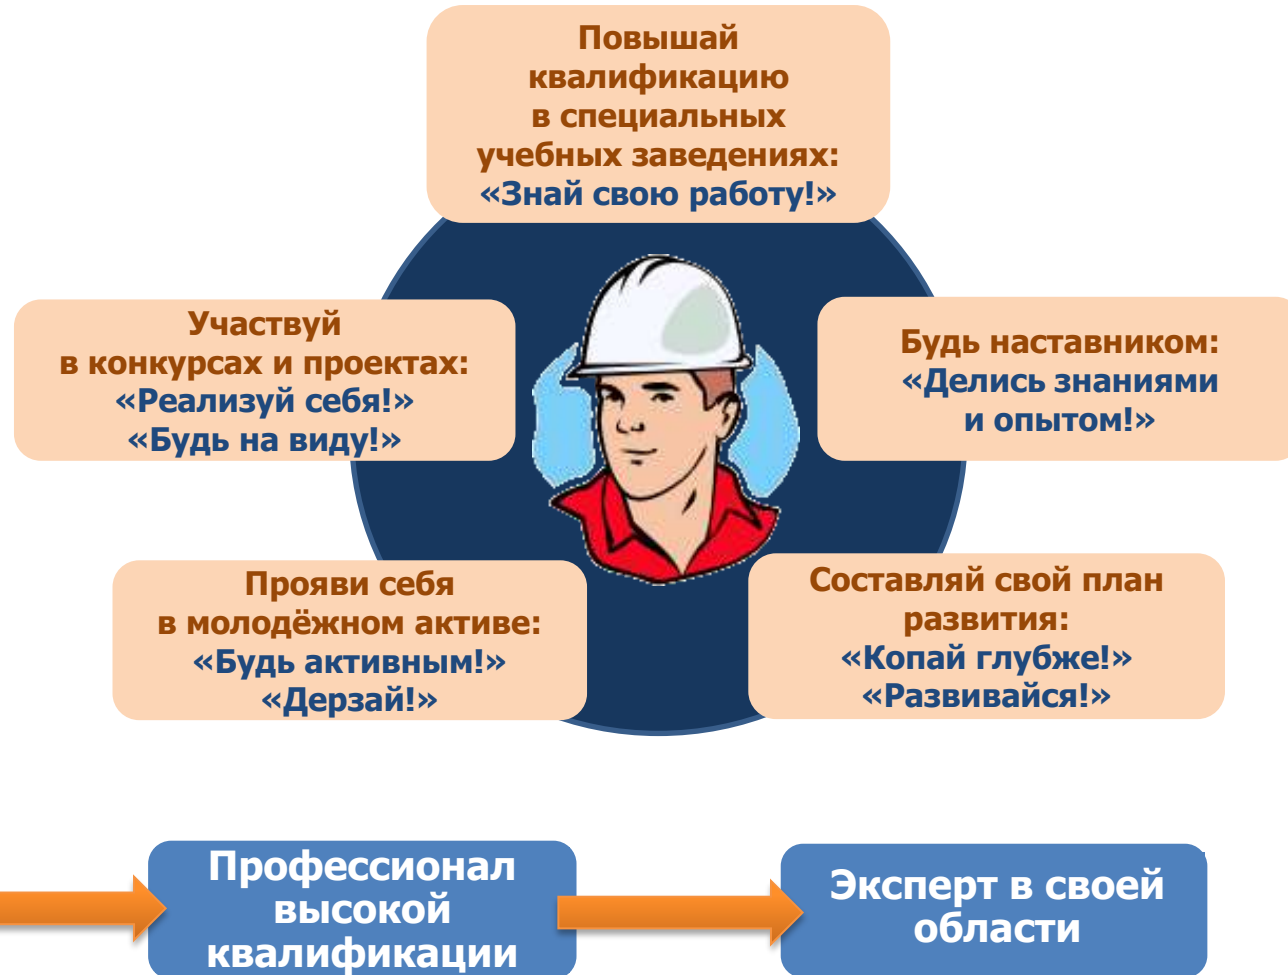 Повышай
квалификацию
в специальных
учебных заведениях:
«Знай свою работу!»
Участвуй
в конкурсах и проектах:
«Реализуй себя!»
«Будь на виду!»
Будь наставником:
«Делись знаниями
и опытом!»
Прояви себя
в молодёжном активе:
«Будь активным!»
«Дерзай!»
Составляй свой план
развития:
«Копай глубже!»
«Развивайся!»
Профессионал
высокой
квалификации
Эксперт в своей
области